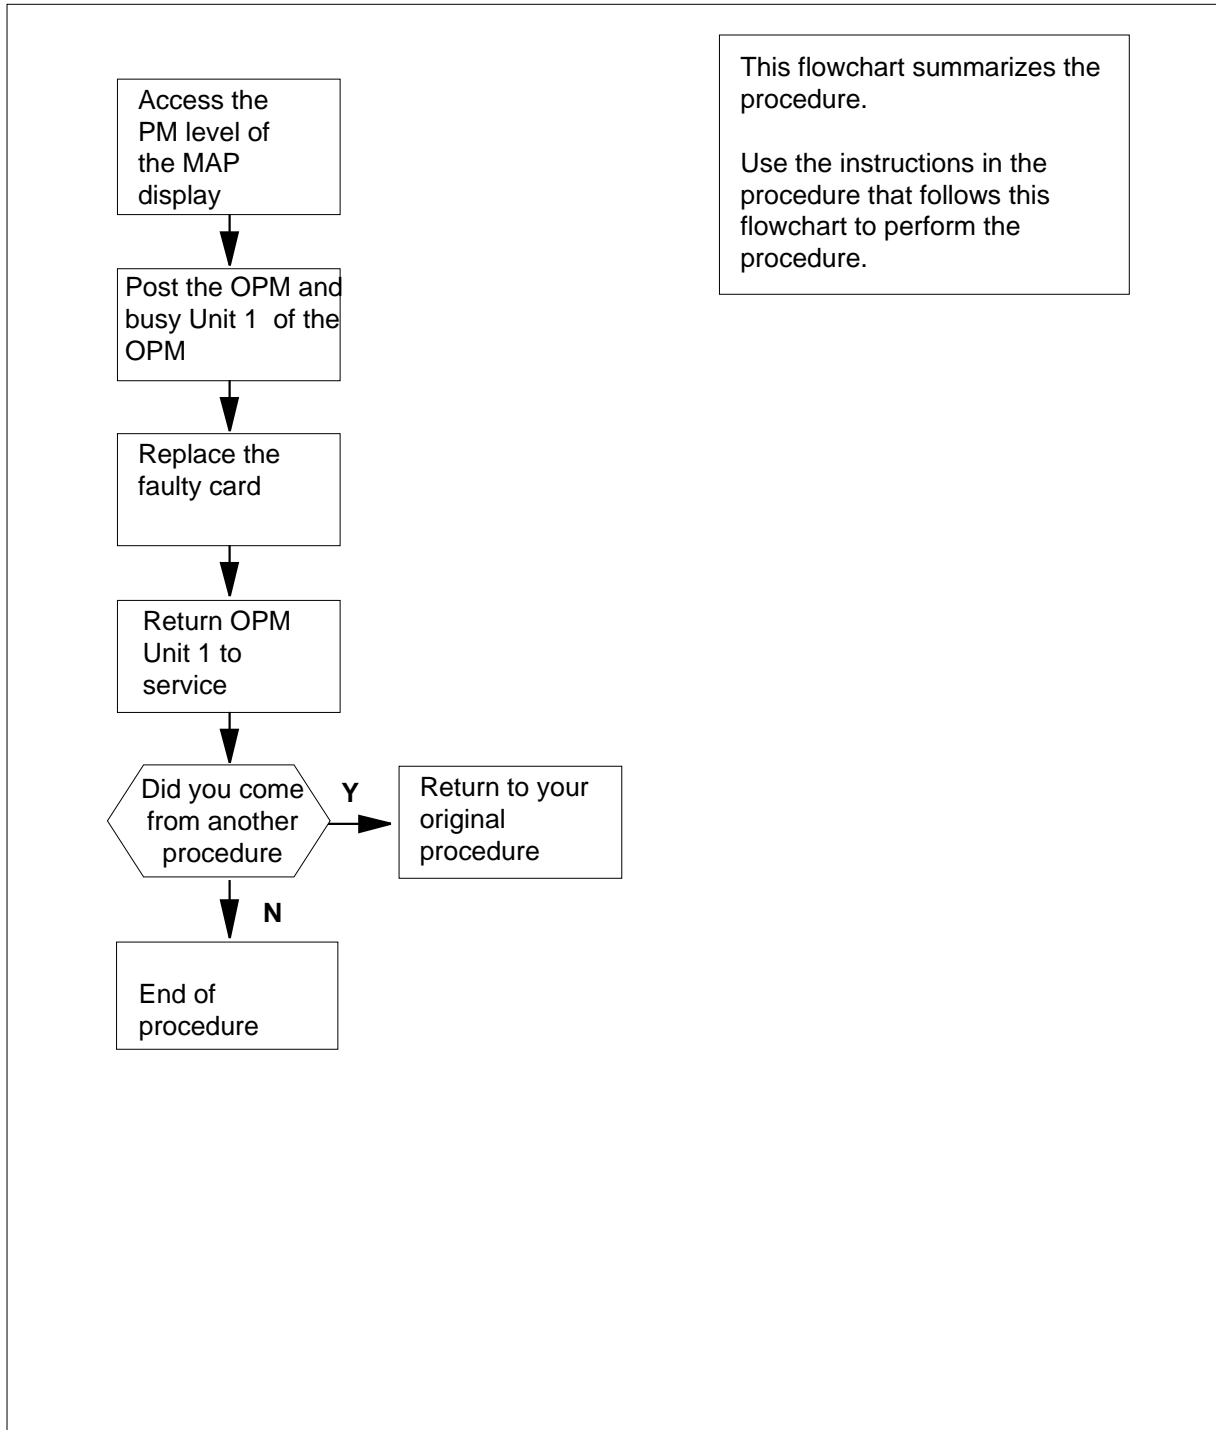 Access the
PM level of
the MAP
display
Post the OPM and
busy Unit 1 of the
OPM
Replace the
faulty card
Return OPM
Unit 1 to
service
Did you come
from another
procedure
Y
Return to your
original
procedure
N
End of
procedure
This flowchart summarizes the
procedure.
Use the instructions in the
procedure that follows this
flowchart to perform the
procedure.